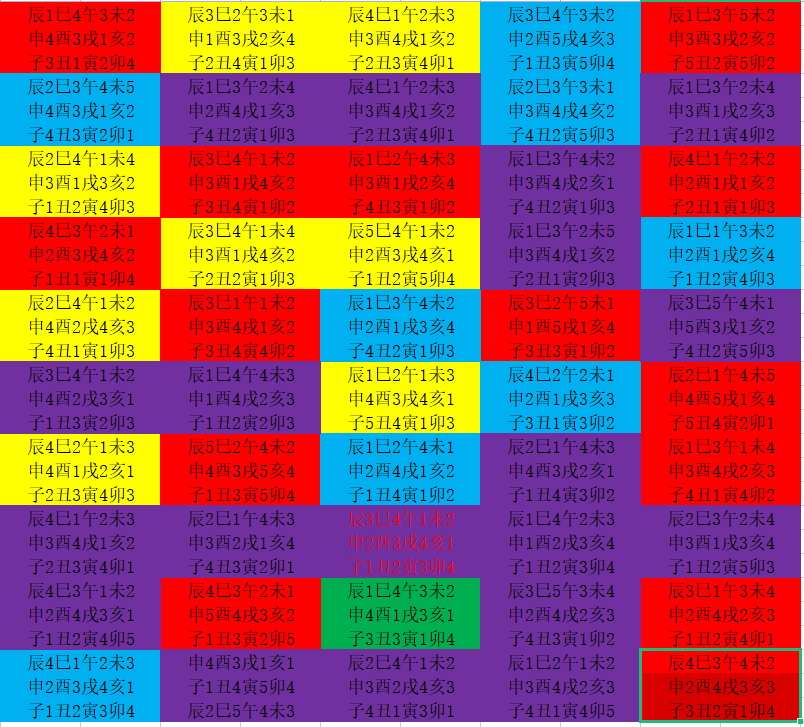 辰1巳4午3未2 辰3巳2午3未1 辰4巳1午2未3 辰3巳4午3未2 辰1巳3午5未2
申4酉3戌1亥2 申1酉3戌2亥4 申3酉4戌1亥2 申2酉5戌4亥3 申3酉3戌2亥2
子3丑1寅2卯4 子2丑4寅1卯3 子2丑3寅4卯1 子1丑3寅5卯4 子5丑2寅5卯2
辰2巳3午4未5 辰1巳3午2未4 辰4巳1午2未3 辰2巳3午3未1 辰1巳3午2未4
申4酉3戌1亥2 申2酉4戌1亥3 申3酉4戌1亥2 申3酉4戌4亥2 申3酉1戌2亥3
子4丑3寅2卯1 子4丑2寅1卯3 子2丑3寅4卯1 子4丑2寅5卯3 子2丑1寅4卯2
辰2巳4午1未4 辰3巳4午1未2 辰1巳2午4未3 辰1巳3午4未2 辰4巳1午2未2
申3酉1戌3亥2 申3酉1戌4亥2 申3酉1戌2亥4 申3酉4戌2亥1 申2酉1戌1亥2
子1丑2寅4卯3 子3丑4寅1卯2 子4丑3寅1卯2 子4丑2寅1卯3 子2丑1寅1卯3
辰4巳3午2未1 辰3巳4午1未4 辰5巳4午1未2 辰1巳3午2未5 辰1巳1午3未2
申2酉3戌4亥2 申3酉1戌4亥2 申2酉3戌4亥1 申3酉4戌1亥2 申2酉1戌2亥4
子1丑1寅1卯4 子2丑2寅1卯3 子1丑2寅5卯4 子2丑1寅2卯3 子1丑2寅4卯3
辰2巳4午1未2 辰3巳1午1未2 辰1巳3午4未2 辰3巳2午5未1 辰3巳5午4未1
申4酉2戌4亥3 申3酉4戌1亥2 申2酉1戌3亥4 申1酉5戌1亥4 申5酉3戌1亥2
子4丑1寅1卯3 子3丑4寅4卯2 子4丑2寅1卯3 子3丑3寅1卯2 子4丑2寅5卯3
辰3巳4午1未2 辰1巳4午4未3 辰1巳2午1未3 辰4巳2午2未1 辰2巳1午4未5
申4酉2戌3亥1 申1酉4戌2亥3 申4酉3戌4亥1 申2酉1戌3亥3 申4酉5戌1亥4
子1丑3寅2卯3 子1丑2寅2卯3 子5丑4寅1卯3 子3丑1寅3卯2 子5丑4寅2卯1
辰4巳2午1未3 辰5巳2午4未2 辰1巳2午4未1 辰2巳1午4未3 辰1巳3午1未4
申4酉1戌2亥1 申4酉3戌5亥4 申2酉4戌1亥2 申4酉3戌2亥1 申3酉4戌2亥3
子2丑3寅4卯3 子1丑3寅5卯4 子1丑4寅1卯2 子1丑4寅3卯2 子4丑1寅4卯2
辰4巳1午2未3 辰2巳1午4未3 辰3巳4午1未2 辰1巳4午2未3 辰2巳3午2未4
申3酉4戌1亥2 申3酉2戌1亥4 申2酉3戌4亥1 申1酉2戌3亥4 申3酉1戌3亥4
子2丑3寅4卯1 子4丑3寅2卯1 子1丑2寅3卯4 子1丑2寅3卯4 子1丑2寅5卯3
辰4巳3午1未2 辰4巳3午2未1 辰1巳4午3未2 辰3巳5午3未4 辰3巳1午3未4
申2酉4戌3亥1 申5酉4戌3亥2 申4酉1戌3亥1 申2酉4戌2亥3 申2酉4戌2亥3
子1丑2寅4卯5 子1丑3寅2卯5 子3丑3寅1卯4 子4丑3寅1卯2 子1丑2寅4卯1
辰4巳1午2未3 申4酉3戌1亥1 辰2巳4午1未2 辰1巳2午1未2 辰4巳3午4未2
申2酉3戌4亥1 子1丑4寅5卯4 申3酉2戌4亥3 申3酉4戌2亥3 申2酉4戌3亥3
子1丑2寅3卯4 辰2巳5午4未3 子4丑1寅3卯1 子4丑1寅4卯5 子3丑2寅1卯4